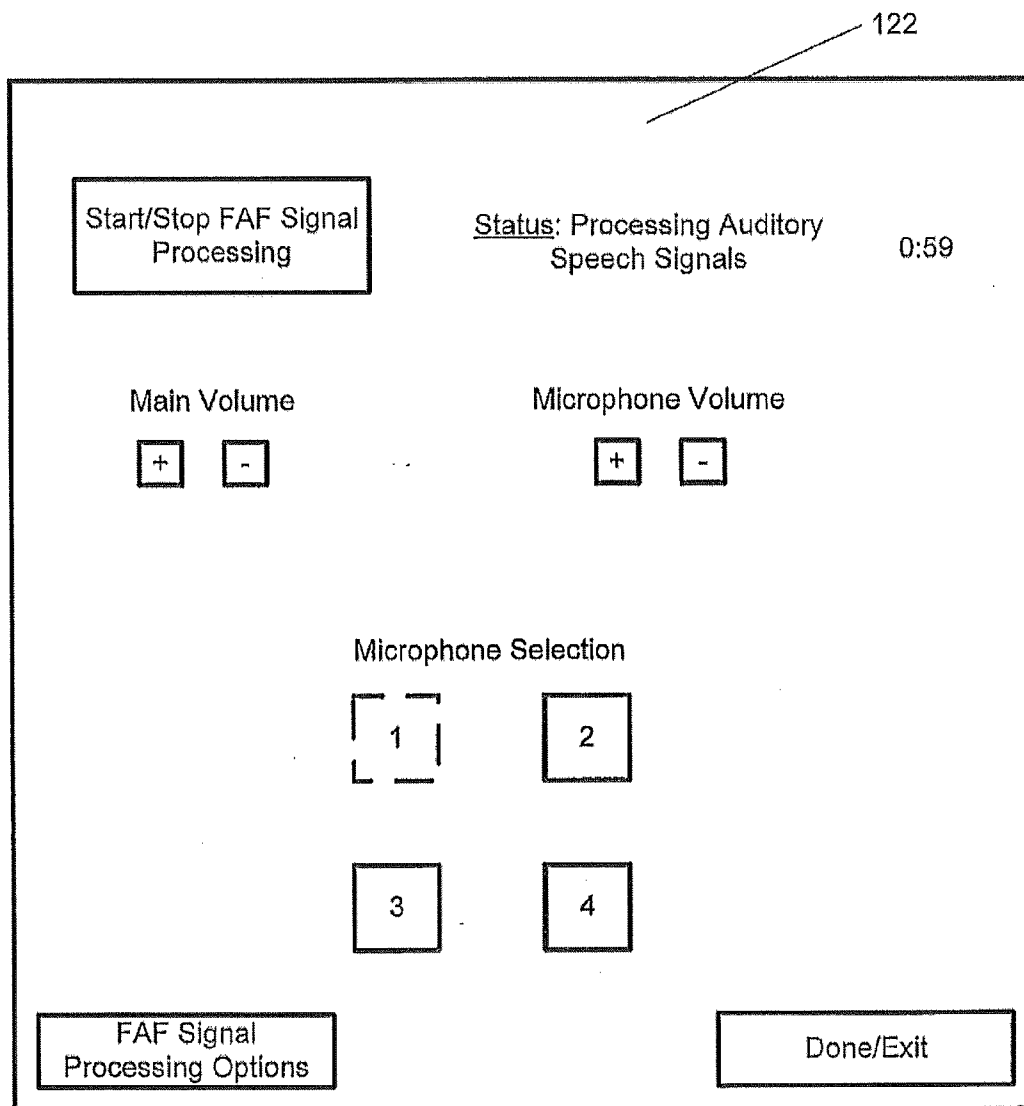 122
Start/Stop FAF Signal
Processing
Status: Processing Auditory
Speech Signals
0:59
Main Volume
Microphone Volume
+ -
+ -
Microphone Selection
1 2
3 4
FAF Signal
Processing Options
Done/Exit